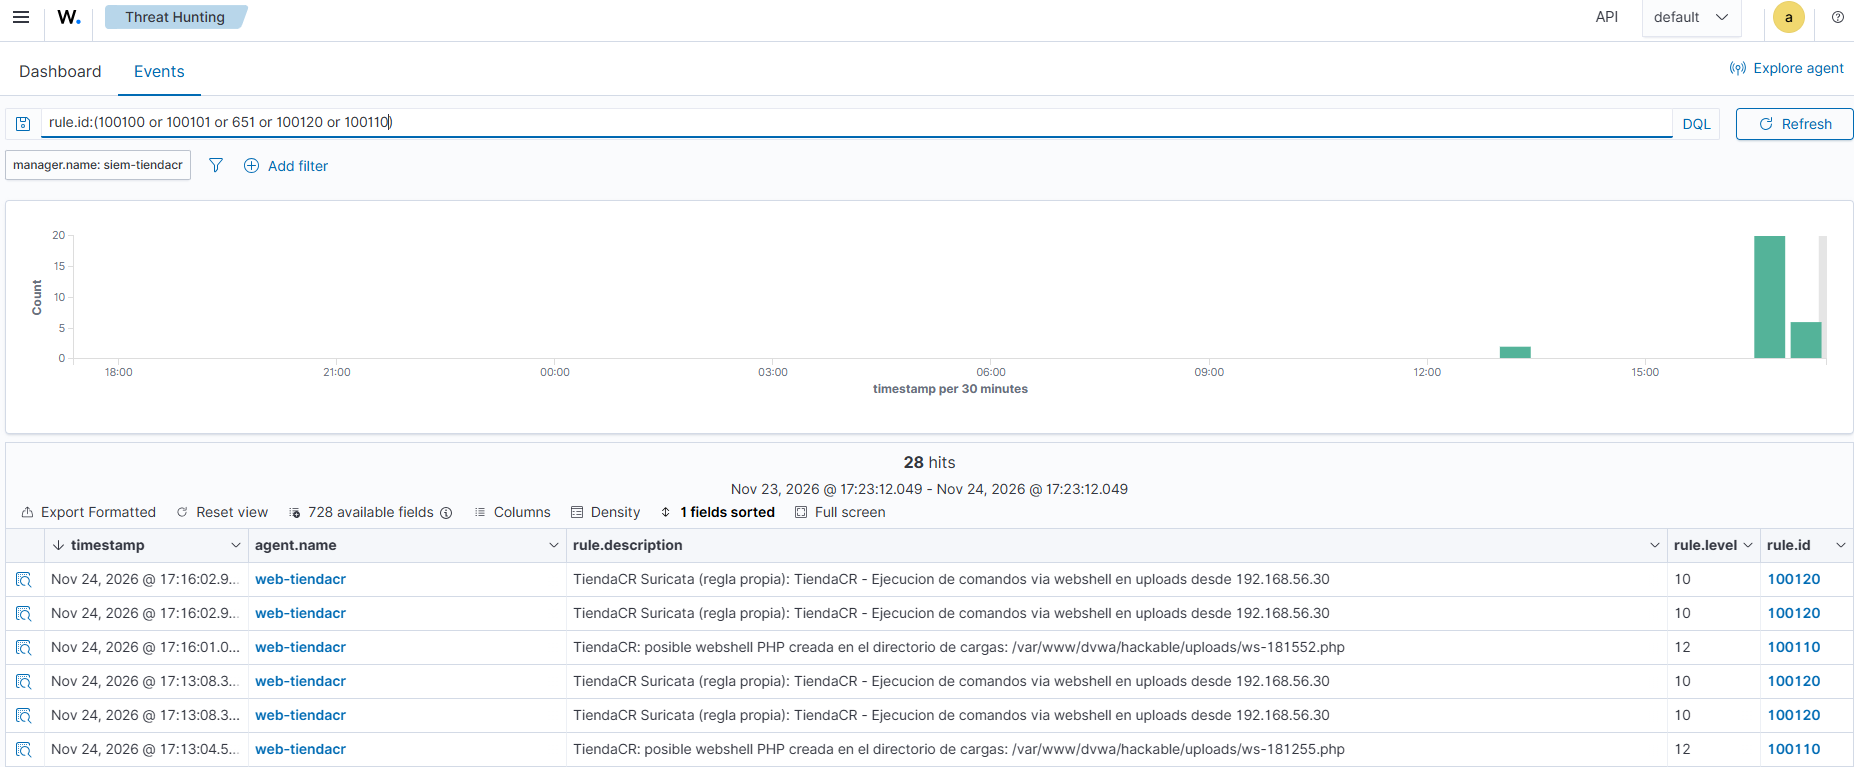 W. Threat Hunting API default a
Dashboard Events Explore agent
rule.id:(100100 or 100101 or 651 or 100120 or 100110) DQL Refresh
manager.name: siem-tiendacr Add filter
20
15
10
5
0
Count
18:00 21:00 00:00 03:00 06:00 09:00 12:00 15:00
timestamp per 30 minutes
28 hits
Nov 23, 2026 @ 17:23:12.049 - Nov 24, 2026 @ 17:23:12.049
Export Formatted Reset view 728 available fields Columns Density 1 fields sorted Full screen
timestamp agent.name rule.description rule.level rule.id
Nov 24, 2026 @ 17:16:02.9... web-tiendacr TiendaCR Suricata (regla propia): TiendaCR - Ejecucion de comandos via webshell en uploads desde 192.168.56.30 10 100120
Nov 24, 2026 @ 17:16:02.9... web-tiendacr TiendaCR Suricata (regla propia): TiendaCR - Ejecucion de comandos via webshell en uploads desde 192.168.56.30 10 100120
Nov 24, 2026 @ 17:16:01.0... web-tiendacr TiendaCR: posible webshell PHP creada en el directorio de cargas: /var/www/dvwa/hackable/uploads/ws-181552.php 12 100110
Nov 24, 2026 @ 17:13:08.3... web-tiendacr TiendaCR Suricata (regla propia): TiendaCR - Ejecucion de comandos via webshell en uploads desde 192.168.56.30 10 100120
Nov 24, 2026 @ 17:13:08.3... web-tiendacr TiendaCR Suricata (regla propia): TiendaCR - Ejecucion de comandos via webshell en uploads desde 192.168.56.30 10 100120
Nov 24, 2026 @ 17:13:04.5... web-tiendacr TiendaCR: posible webshell PHP creada en el directorio de cargas: /var/www/dvwa/hackable/uploads/ws-181255.php 12 100110